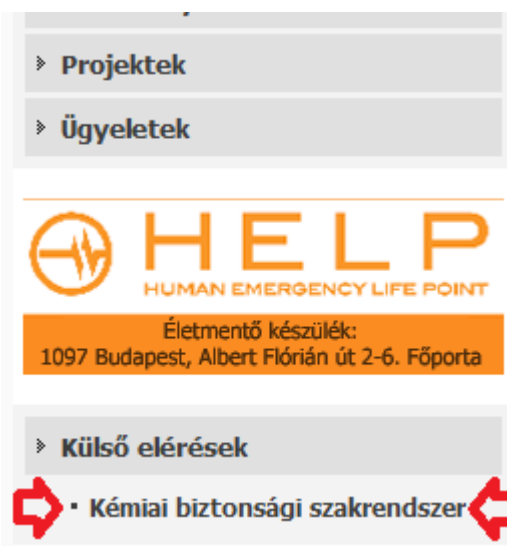 Projektek
Ügyeletek
HELP
HUMAN EMERGENCY LIFE POINT
Életmentő készülék:
1097 Budapest, Albert Flórián út 2-6. Főporta
Külső elérések
Kémiai biztonsági szakrendszer